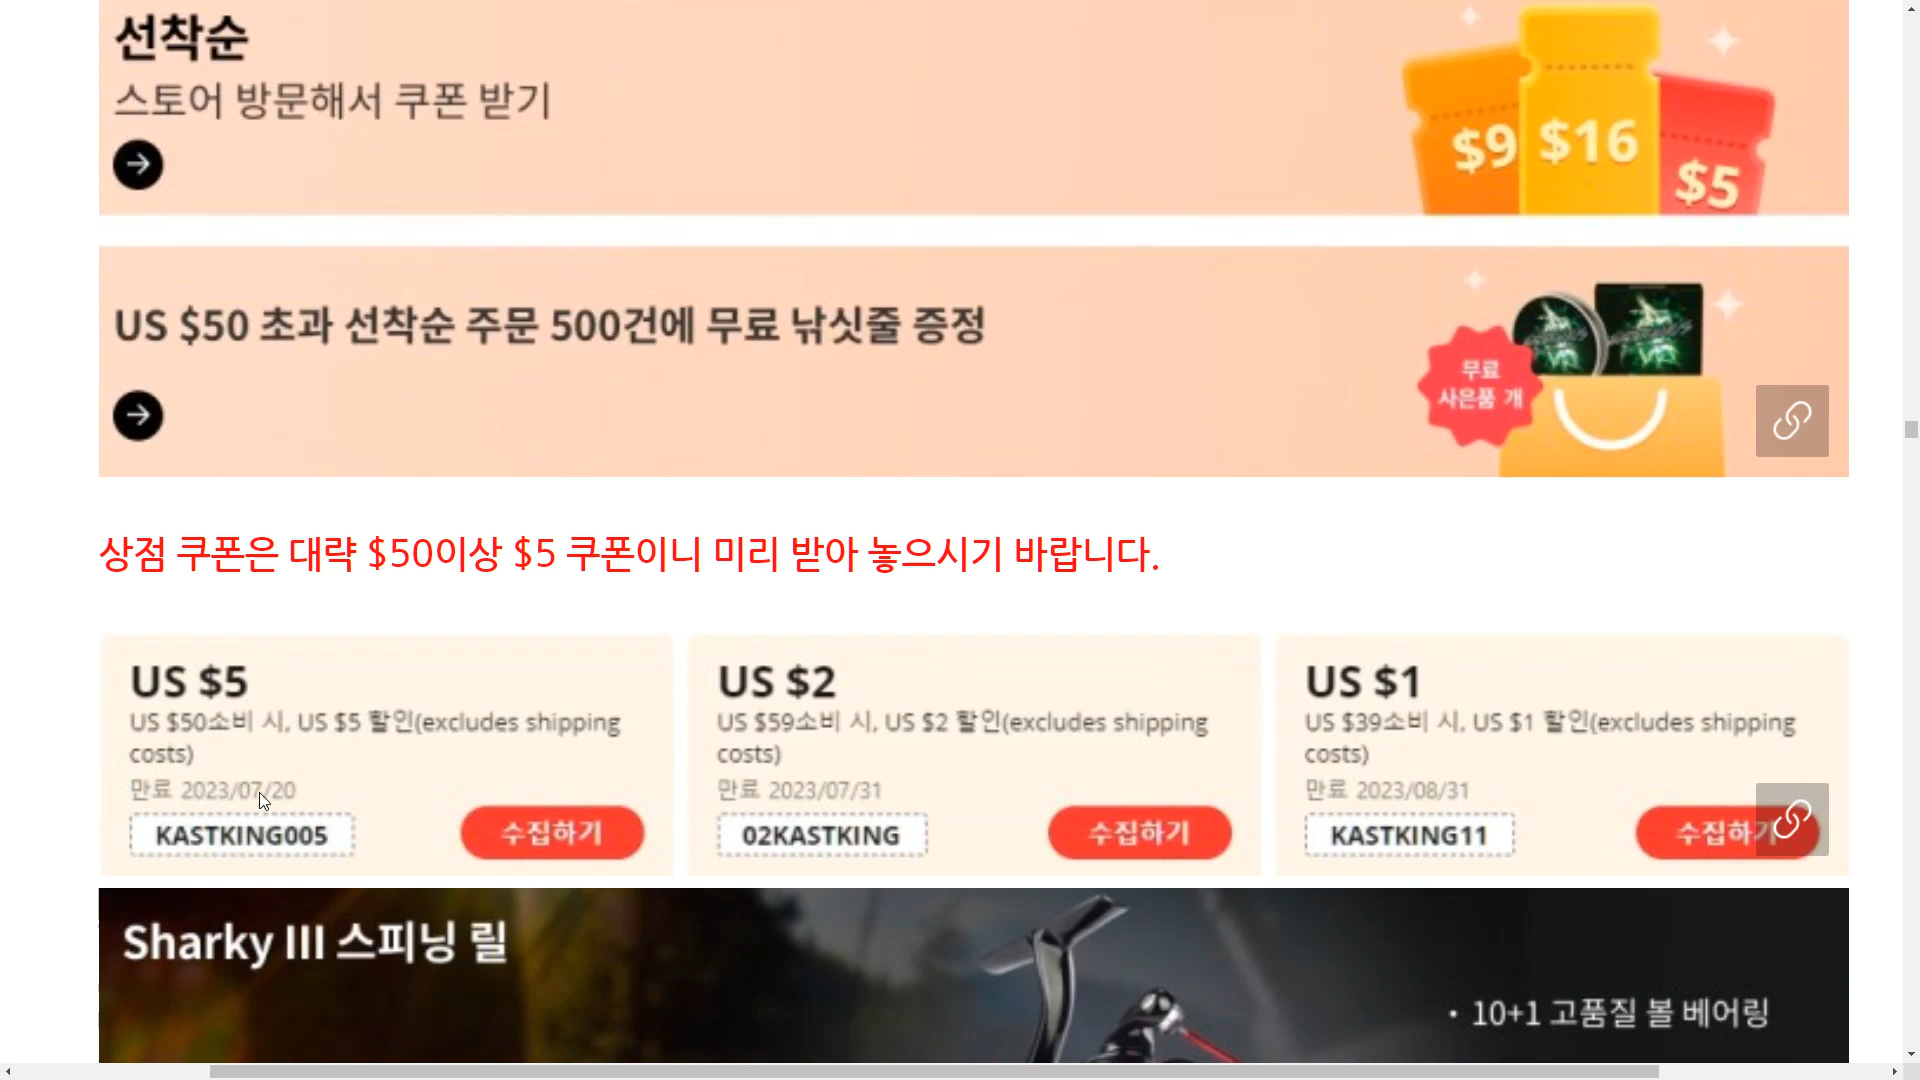 선착순
스토어 방문해서 쿠폰 받기
$9 $16 $5
US $50 초과 선착순 주문 500건에 무료 낚싯줄 증정
무료
사은품 개
상점 쿠폰은 대략 $50이상 $5 쿠폰이니 미리 받아 놓으시기 바랍니다.
US $5
US $50소비 시, US $5 할인(excludes shipping
costs)
만료 2023/07/20
KASTKING005
수집하기
US $2
US $59소비 시, US $2 할인(excludes shipping
costs)
만료 2023/07/31
02KASTKING
수집하기
US $1
US $39소비 시, US $1 할인(excludes shipping
costs)
만료 2023/08/31
KASTKING11
수집하기
Sharky III 스피닝 릴
· 10+1 고품질 볼 베어링